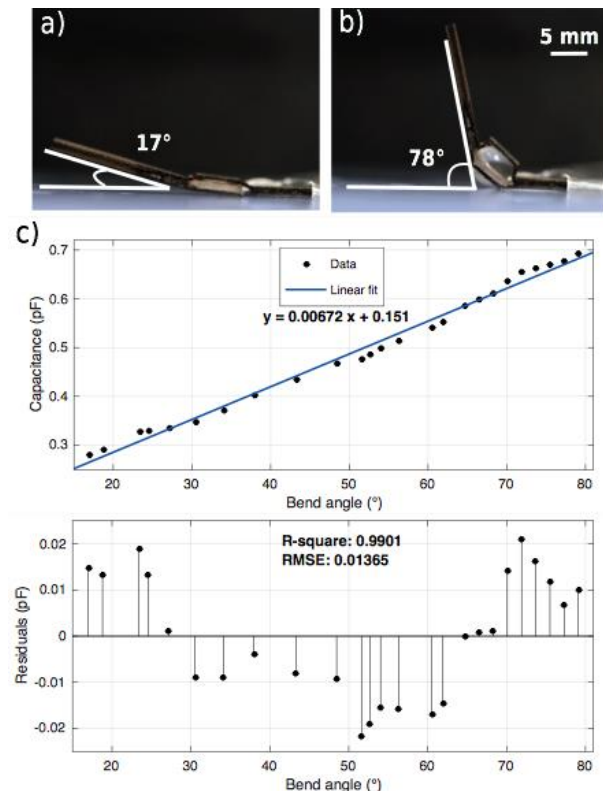 a)
17°
b)
5 mm
78°
c)
0.7
0.6
0.5
0.4
0.3
Capacitance (pF)
Data
Linear fit
y = 0.00672 x + 0.151
20 30 40 50 60 70 80
Bend angle (°)
R-square: 0.9901
RMSE: 0.01365
0.02
0.01
0
-0.01
-0.02
Residuals (pF)
20 30 40 50 60 70 80
Bend angle (°)